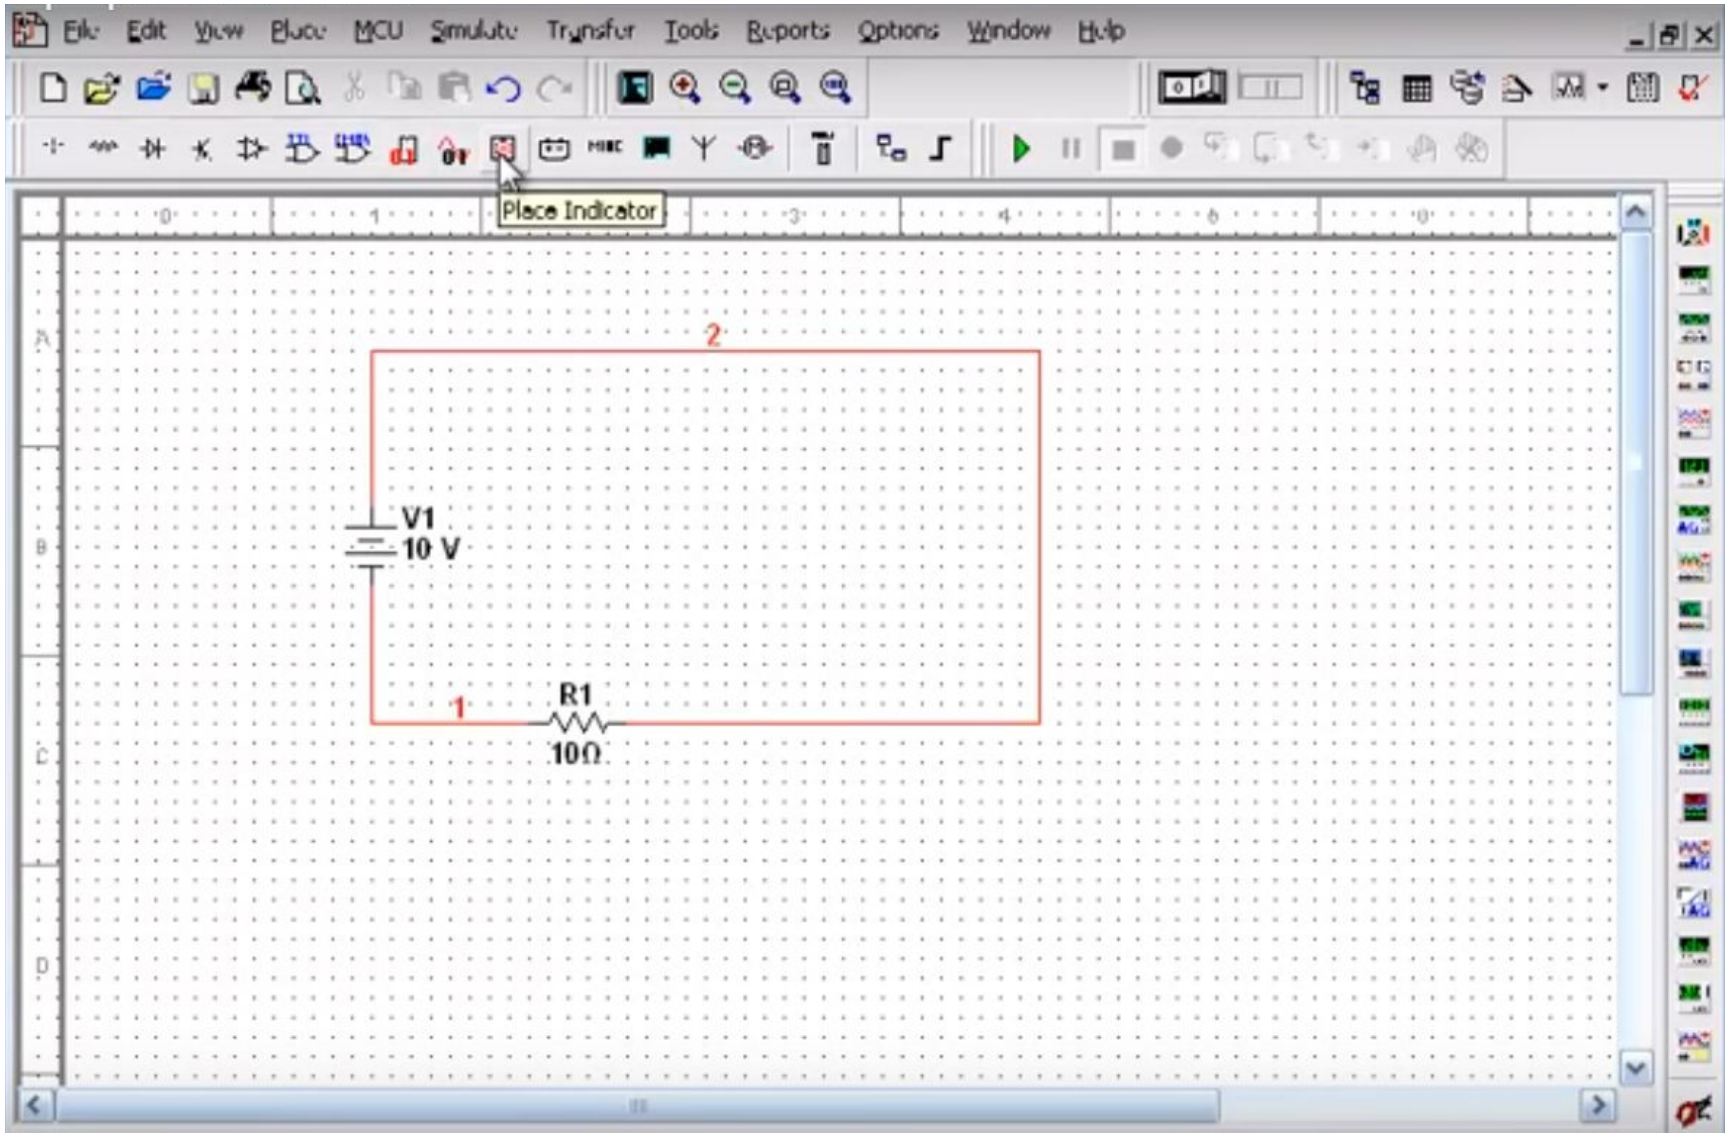 File Edit View Place MCU Simulate Transfer Tools Reports Options Window Help
Place Indicator
A
B
C
D
2
V1
10 V
1
R1
10Ω